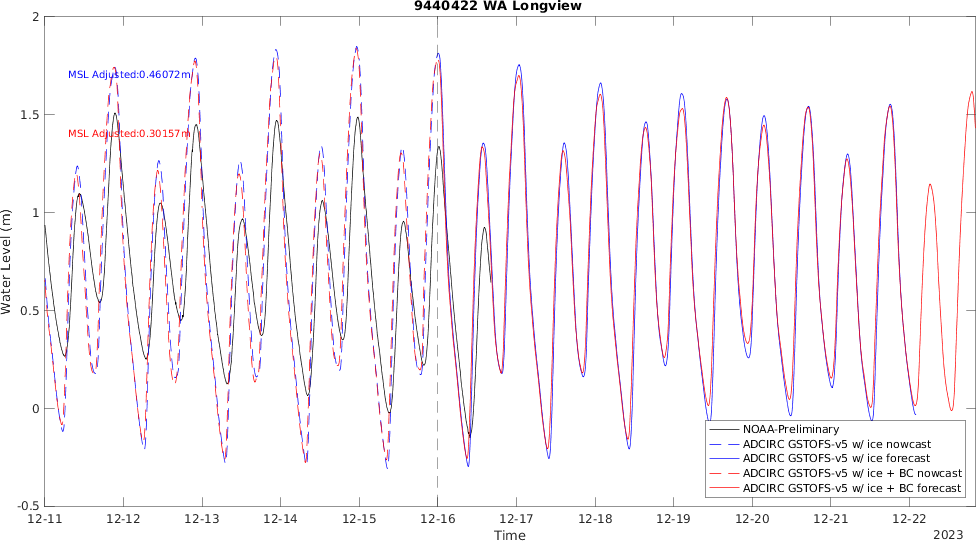 9440422 WA Longview
MSL Adjusted:0.46072m
MSL Adjusted:0.30157m
Water Level (m)
2
1.5
1
0.5
0
-0.5
NOAA-Preliminary
ADCIRC GSTOFS-v5 w/ ice nowcast
ADCIRC GSTOFS-v5 w/ ice forecast
ADCIRC GSTOFS-v5 w/ ice + BC nowcast
ADCIRC GSTOFS-v5 w/ ice + BC forecast
12-11 12-12 12-13 12-14 12-15 12-16 12-17 12-18 12-19 12-20 12-21 12-22
Time
2023